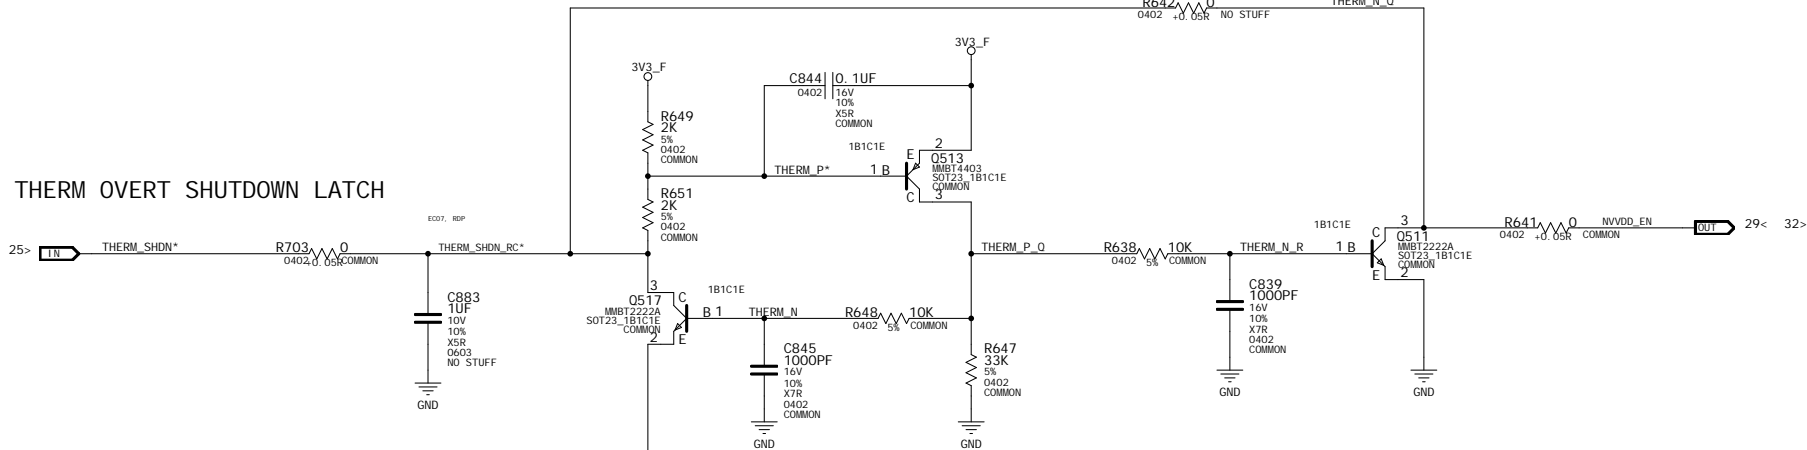 R642 0 THERM_N_Q
0402 +0.05R NO STUFF
3V3_F
3V3_F
C844 0.1UF
0402 16V
10%
X5R
COMMON
R649
2K
5%
0402
COMMON
1B1C1E
E 2
Q513
MMBT4403
SOT23_1B1C1E
COMMON
C 3
THERM_P* 1 B
THERM OVERT SHUTDOWN LATCH
R651
2K
5%
0402
COMMON
EC07, RDP
25> IN THERM_SHDN* R703 0 THERM_SHDN_RC*
0402 +0.05R COMMON
THERM_P_Q R638 10K THERM_N_R
0402 5% COMMON
1B1C1E
1 B
C 3
Q511
MMBT2222A
SOT23_1B1C1E
COMMON
E 2
R641 0 NVVDD_EN OUT 29< 32>
0402 +0.05R COMMON
C883
1UF
10V
10%
X5R
0603
NO STUFF
GND
3
Q517 C
MMBT2222A
SOT23_1B1C1E
COMMON
2 E
1B1C1E
B 1 THERM_N R648 10K
0402 5% COMMON
C845
1000PF
16V
10%
X7R
0402
COMMON
GND
R647
33K
5%
0402
COMMON
GND
C839
1000PF
16V
10%
X7R
0402
COMMON
GND
GND